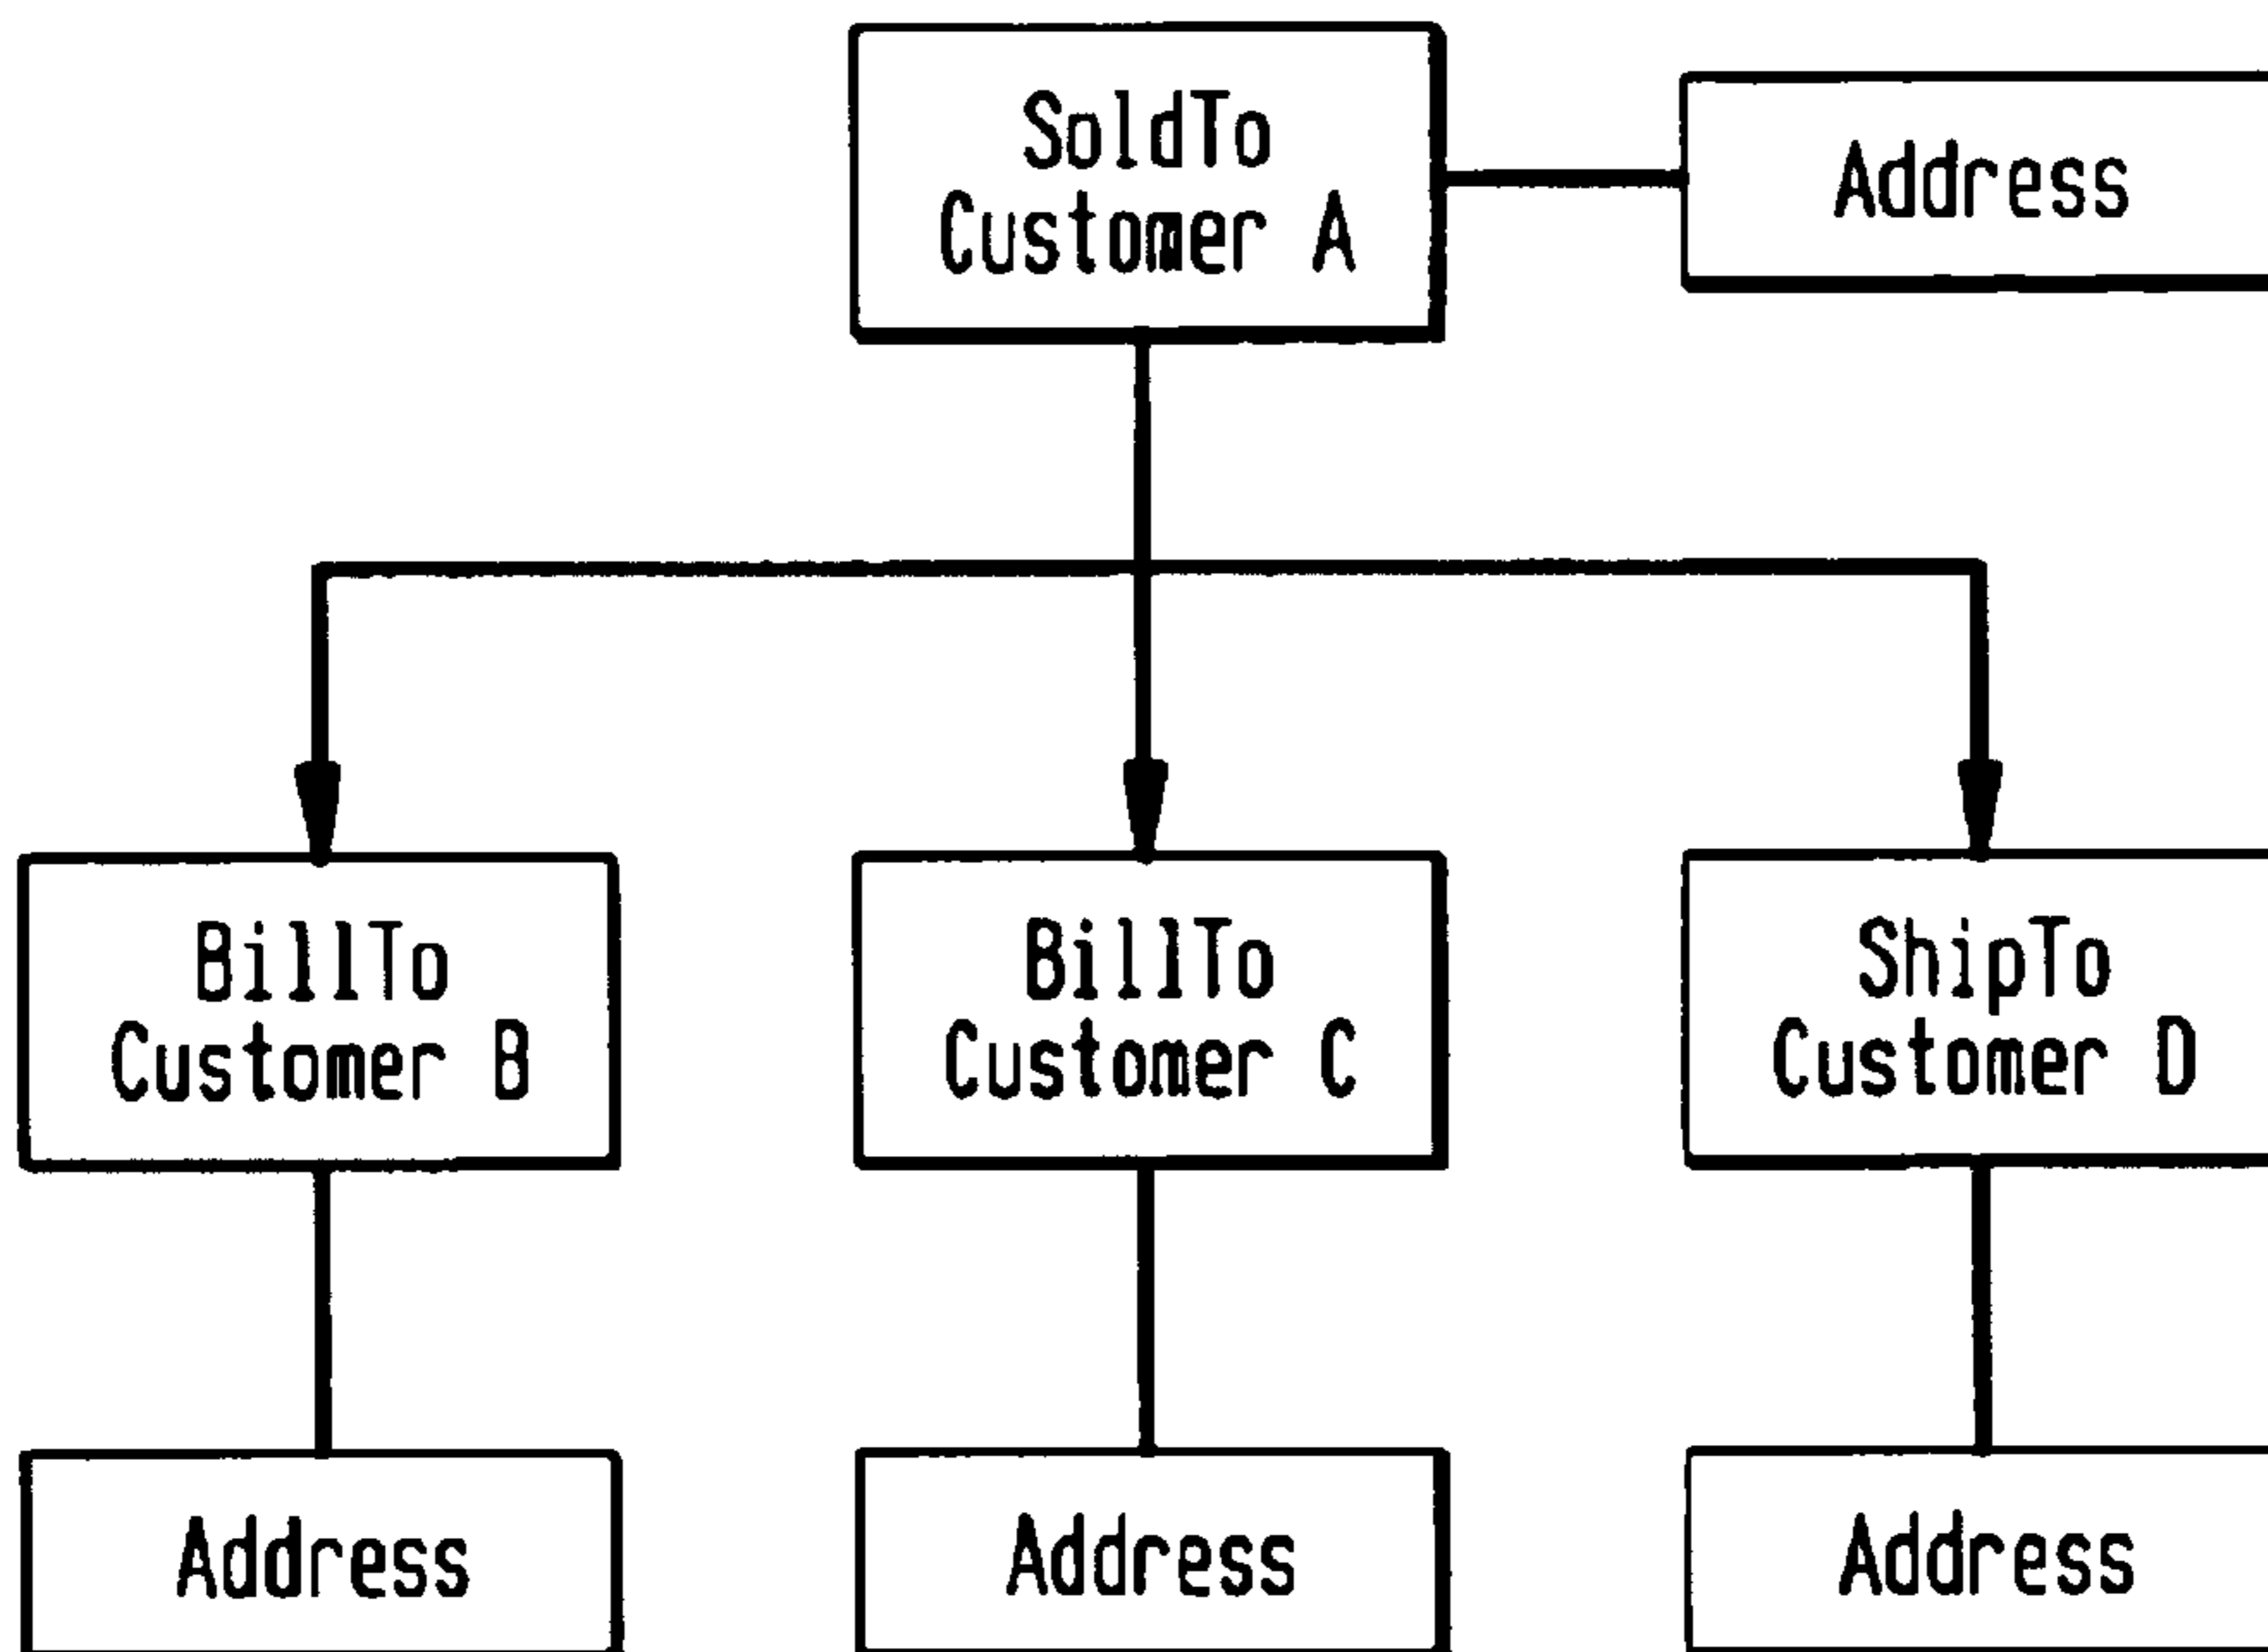 SoldTo
Customer A
Address
BillTo
Customer B
BillTo
Customer C
ShipTo
Customer D
Address
Address
Address